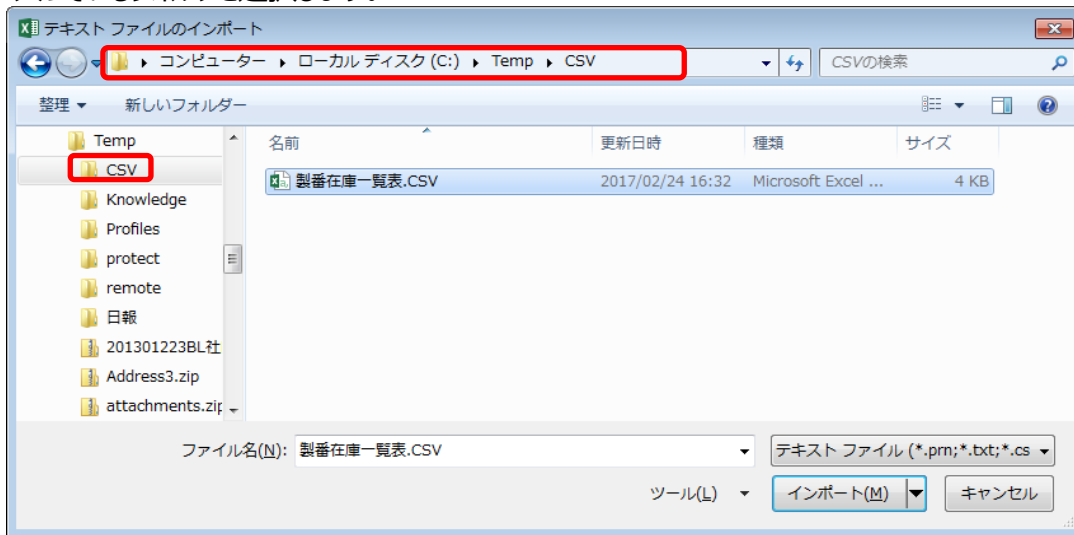 テキスト ファイルのインポート
コンピューター ▸ ローカル ディスク (C:) ▸ Temp ▸ CSV
CSVの検索
整理 ▼ 新しいフォルダー
Temp
CSV
Knowledge
Profiles
protect
remote
日報
201301223BL社
Address3.zip
attachments.zip
名前 更新日時 種類 サイズ
製番在庫一覧表.CSV 2017/02/24 16:32 Microsoft Excel ... 4 KB
ファイル名(N): 製番在庫一覧表.CSV
テキスト ファイル (*.prn;*.txt;*.cs
ツール(L) インポート(M) キャンセル